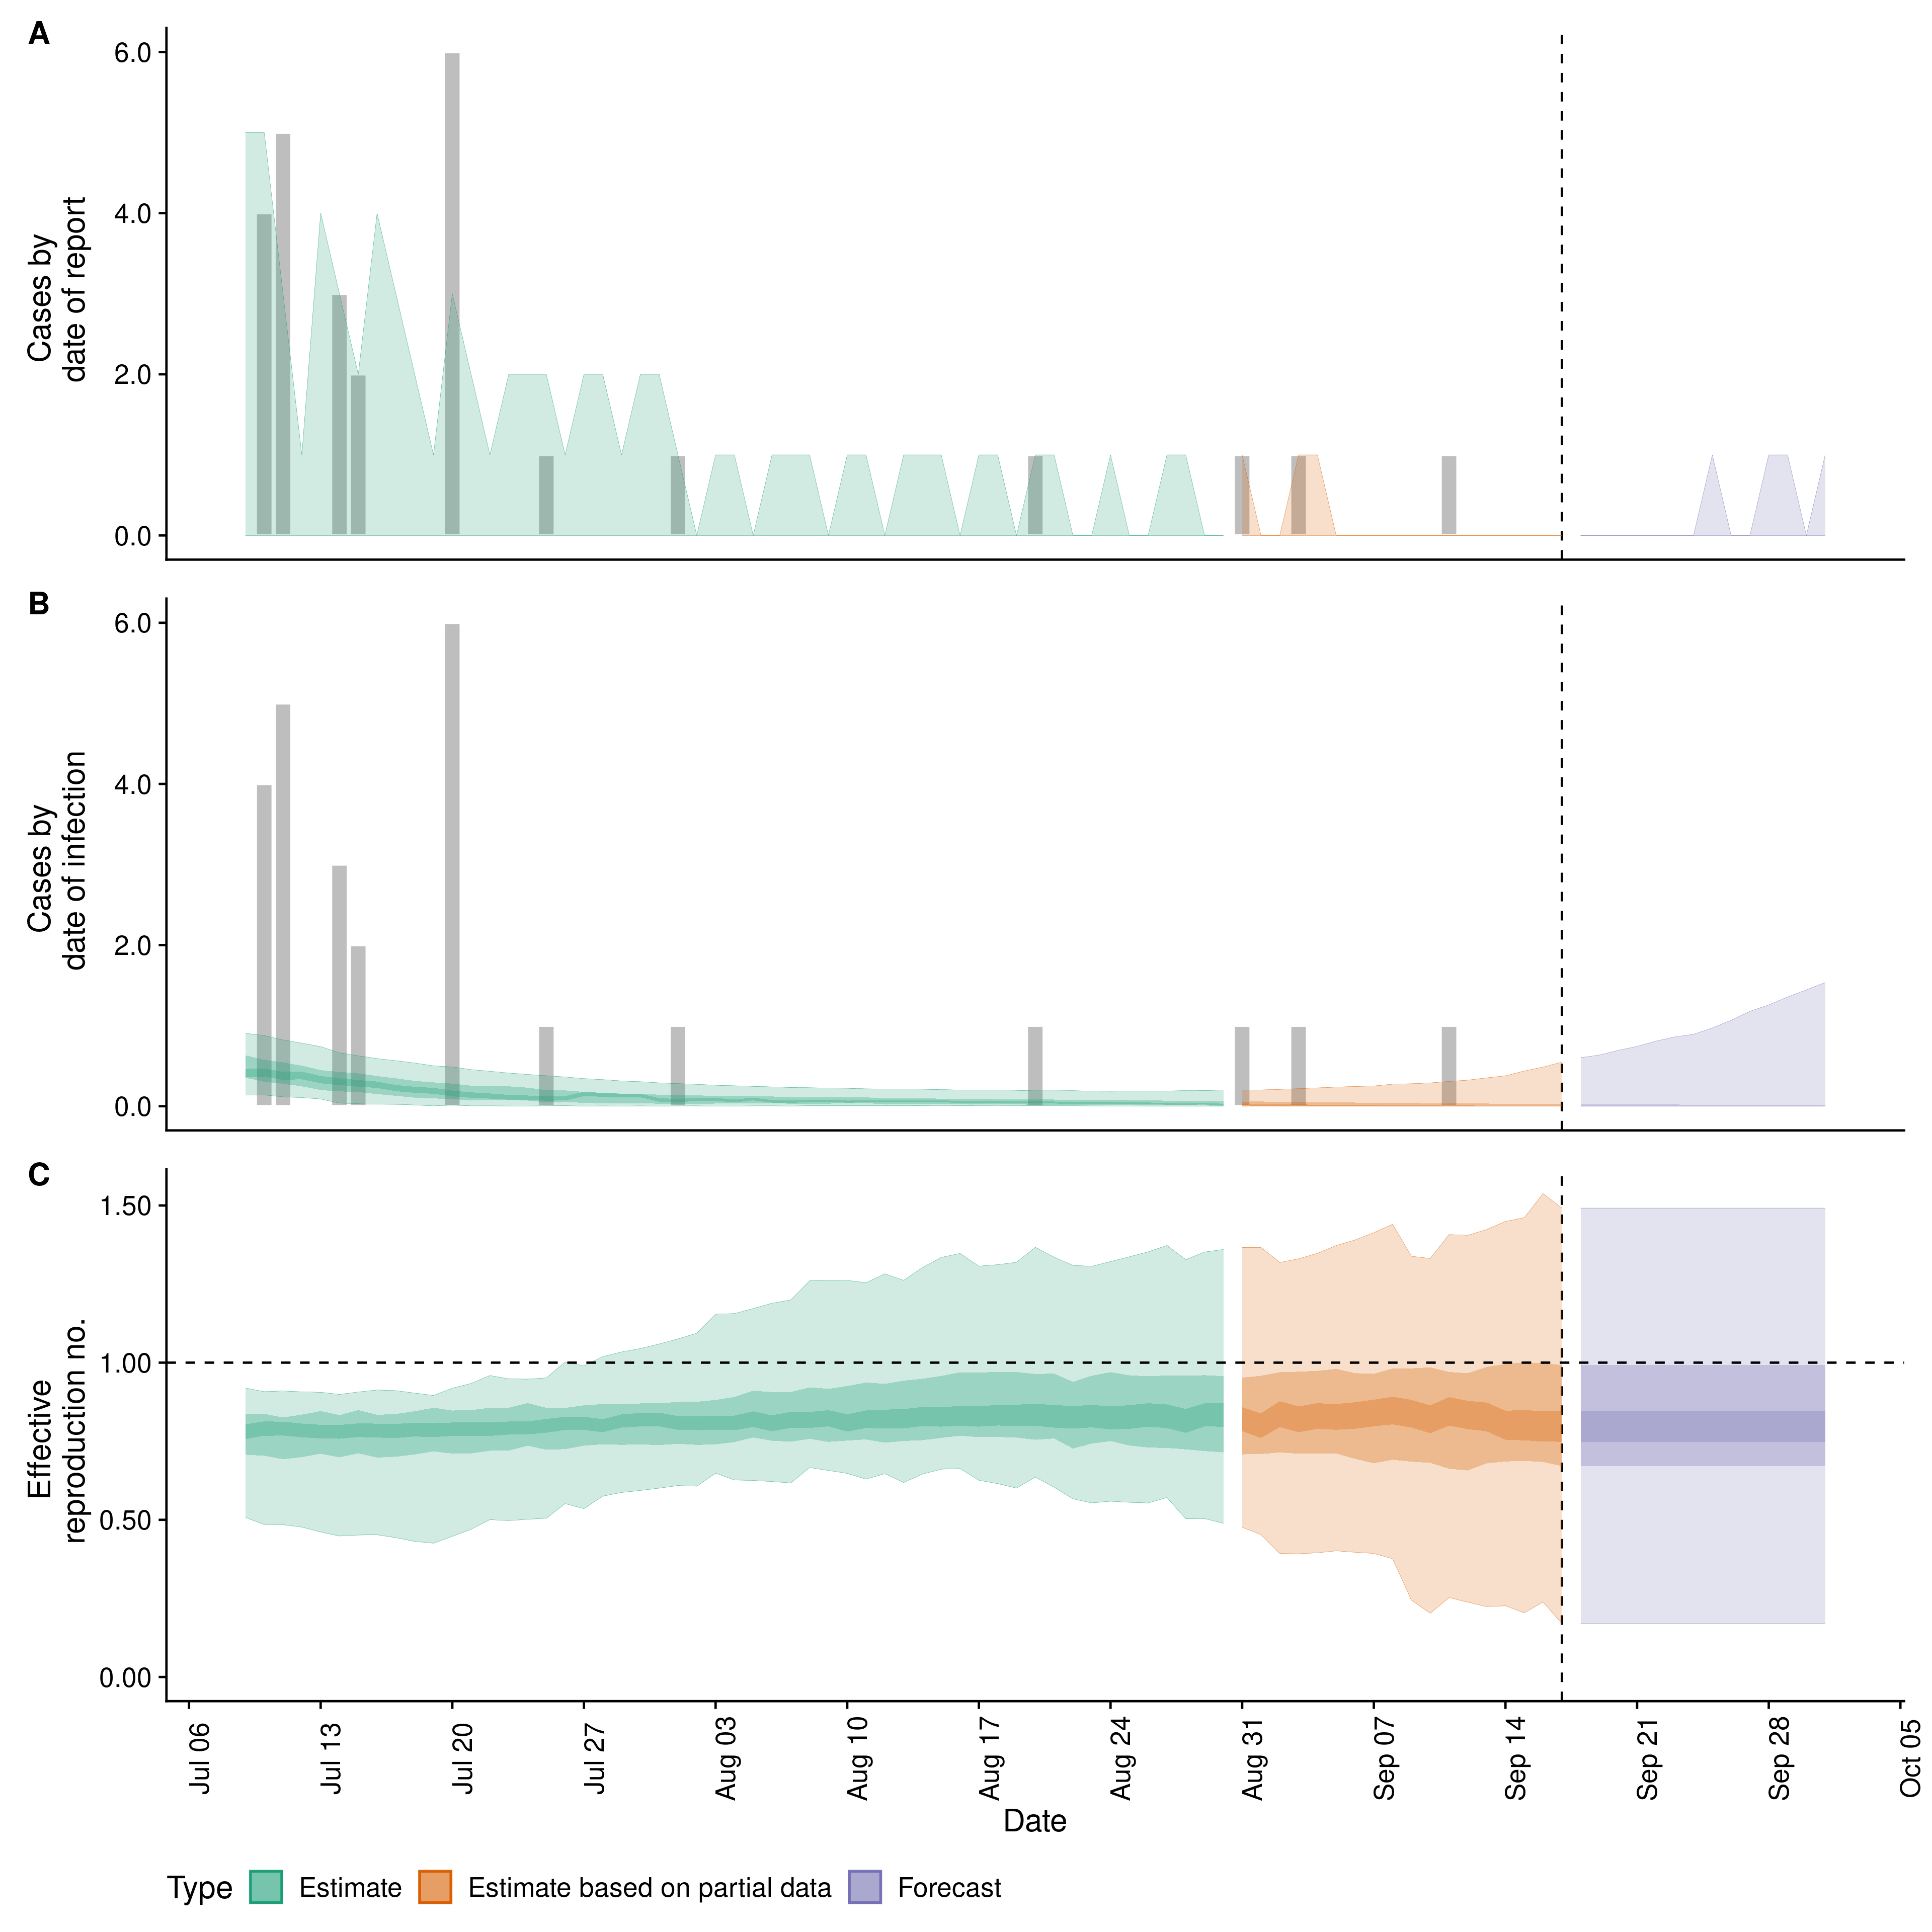 A
Cases by
date of report
6.0
4.0
2.0
0.0
B
Cases by
date of infection
6.0
4.0
2.0
0.0
C
Effective
reproduction no.
1.50
1.00
0.50
0.00
Jul 06
Jul 13
Jul 20
Jul 27
Aug 03
Aug 10
Aug 17
Aug 24
Aug 31
Sep 07
Sep 14
Sep 21
Sep 28
Oct 05
Date
Type Estimate Estimate based on partial data Forecast